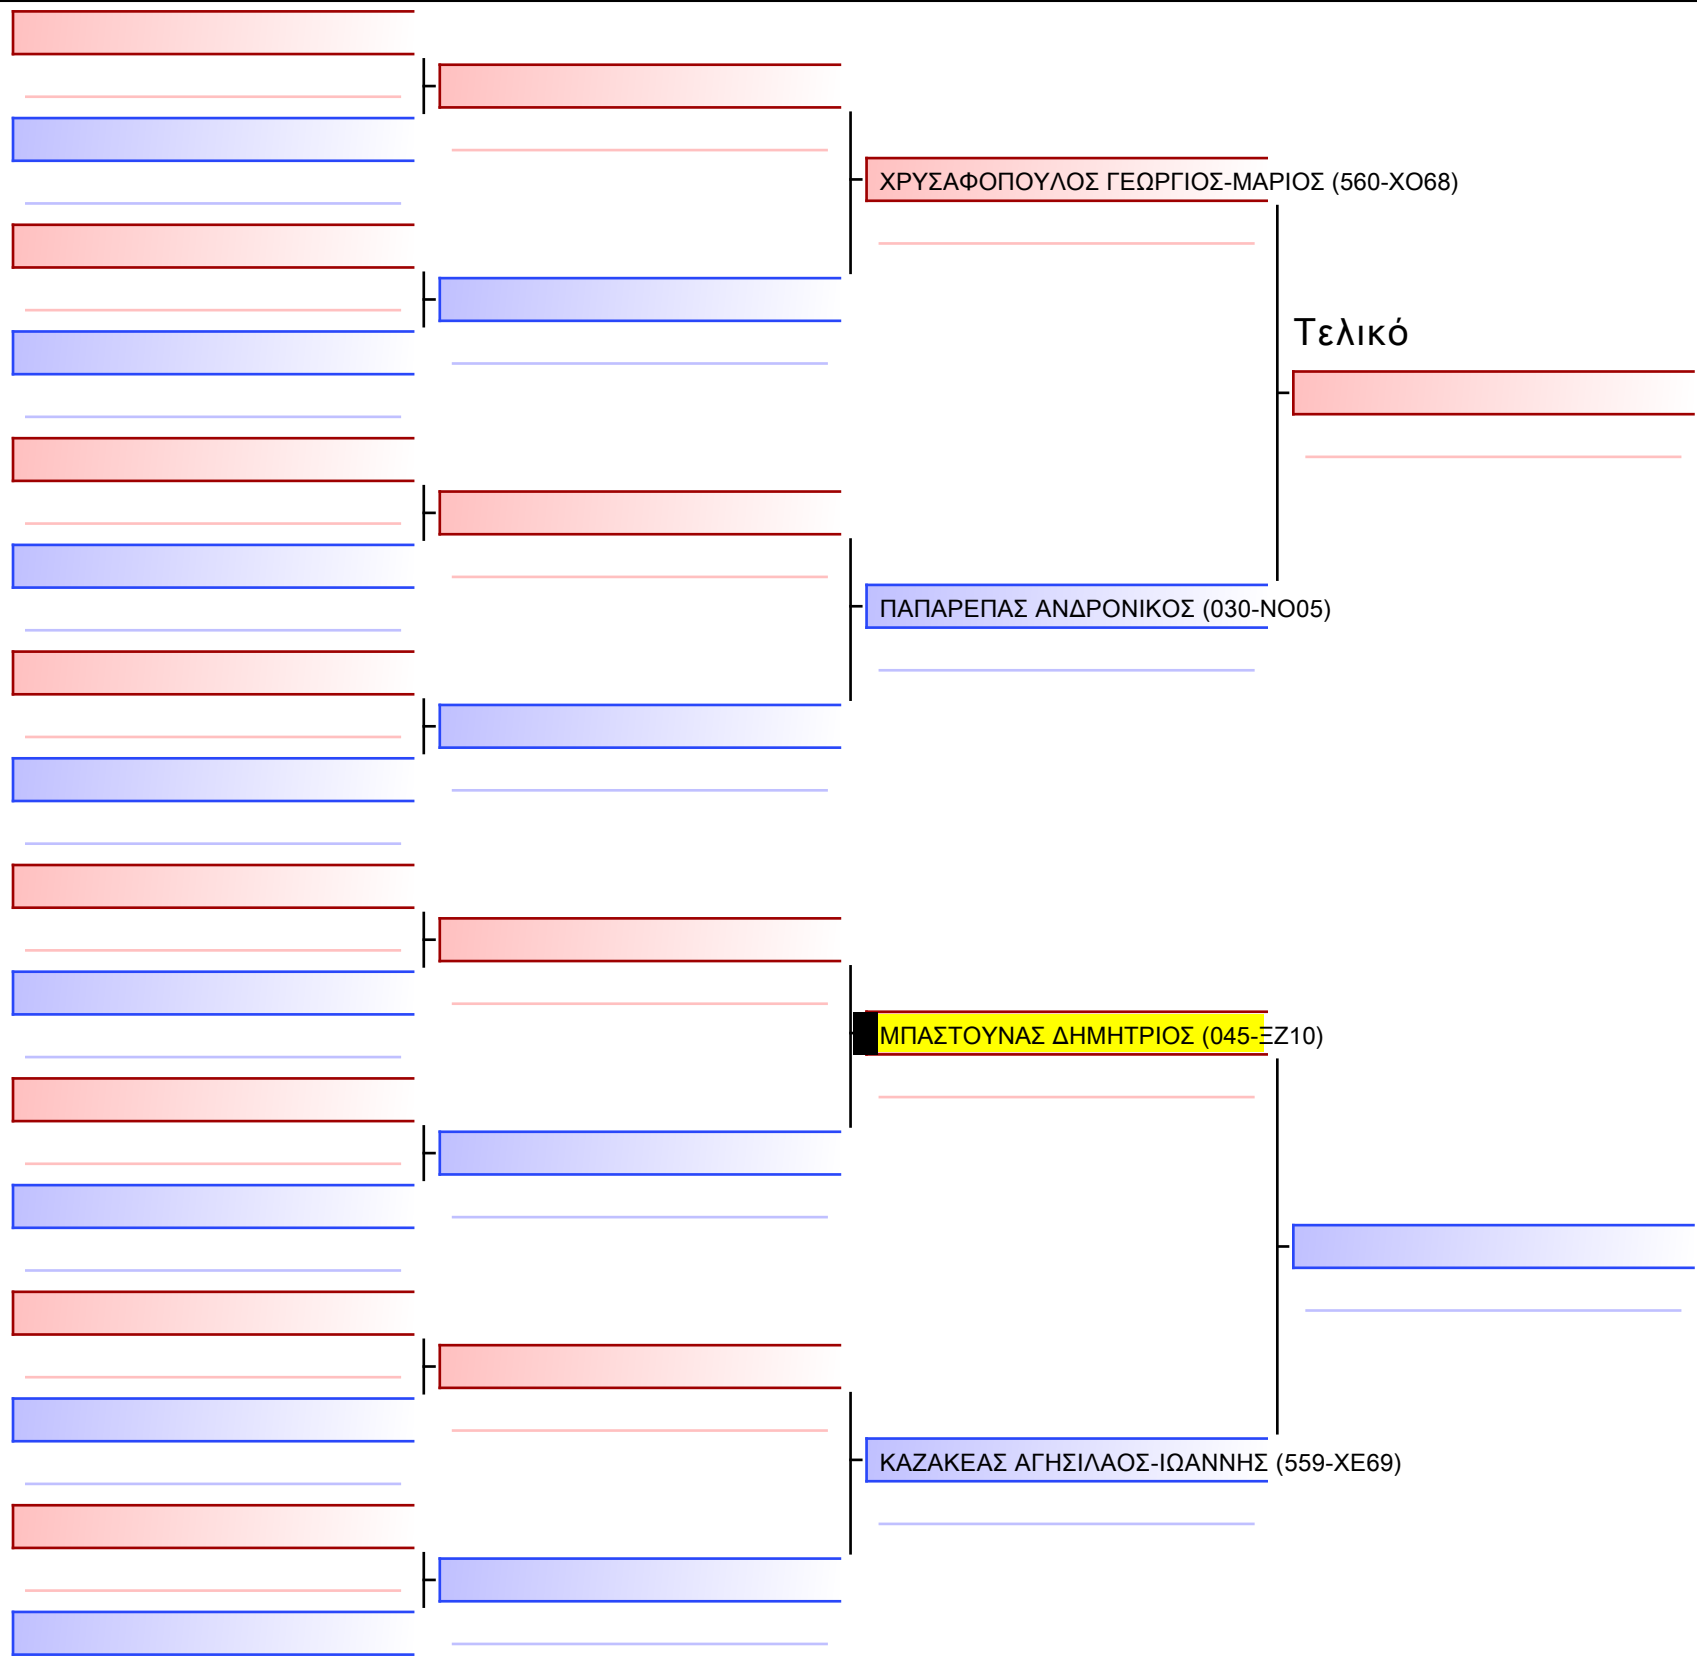 ΧΡΥΣΑΦΟΠΟΥΛΟΣ ΓΕΩΡΓΙΟΣ-ΜΑΡΙΟΣ (560-ΧΟ68)
Τελικό
ΠΑΠΑΡΕΠΑΣ ΑΝΔΡΟΝΙΚΟΣ (030-ΝΟ05)
ΜΠΑΣΤΟΥΝΑΣ ΔΗΜΗΤΡΙΟΣ (045-ΞΖ10)
ΚΑΖΑΚΕΑΣ ΑΓΗΣΙΛΑΟΣ-ΙΩΑΝΝΗΣ (559-ΧΕ69)